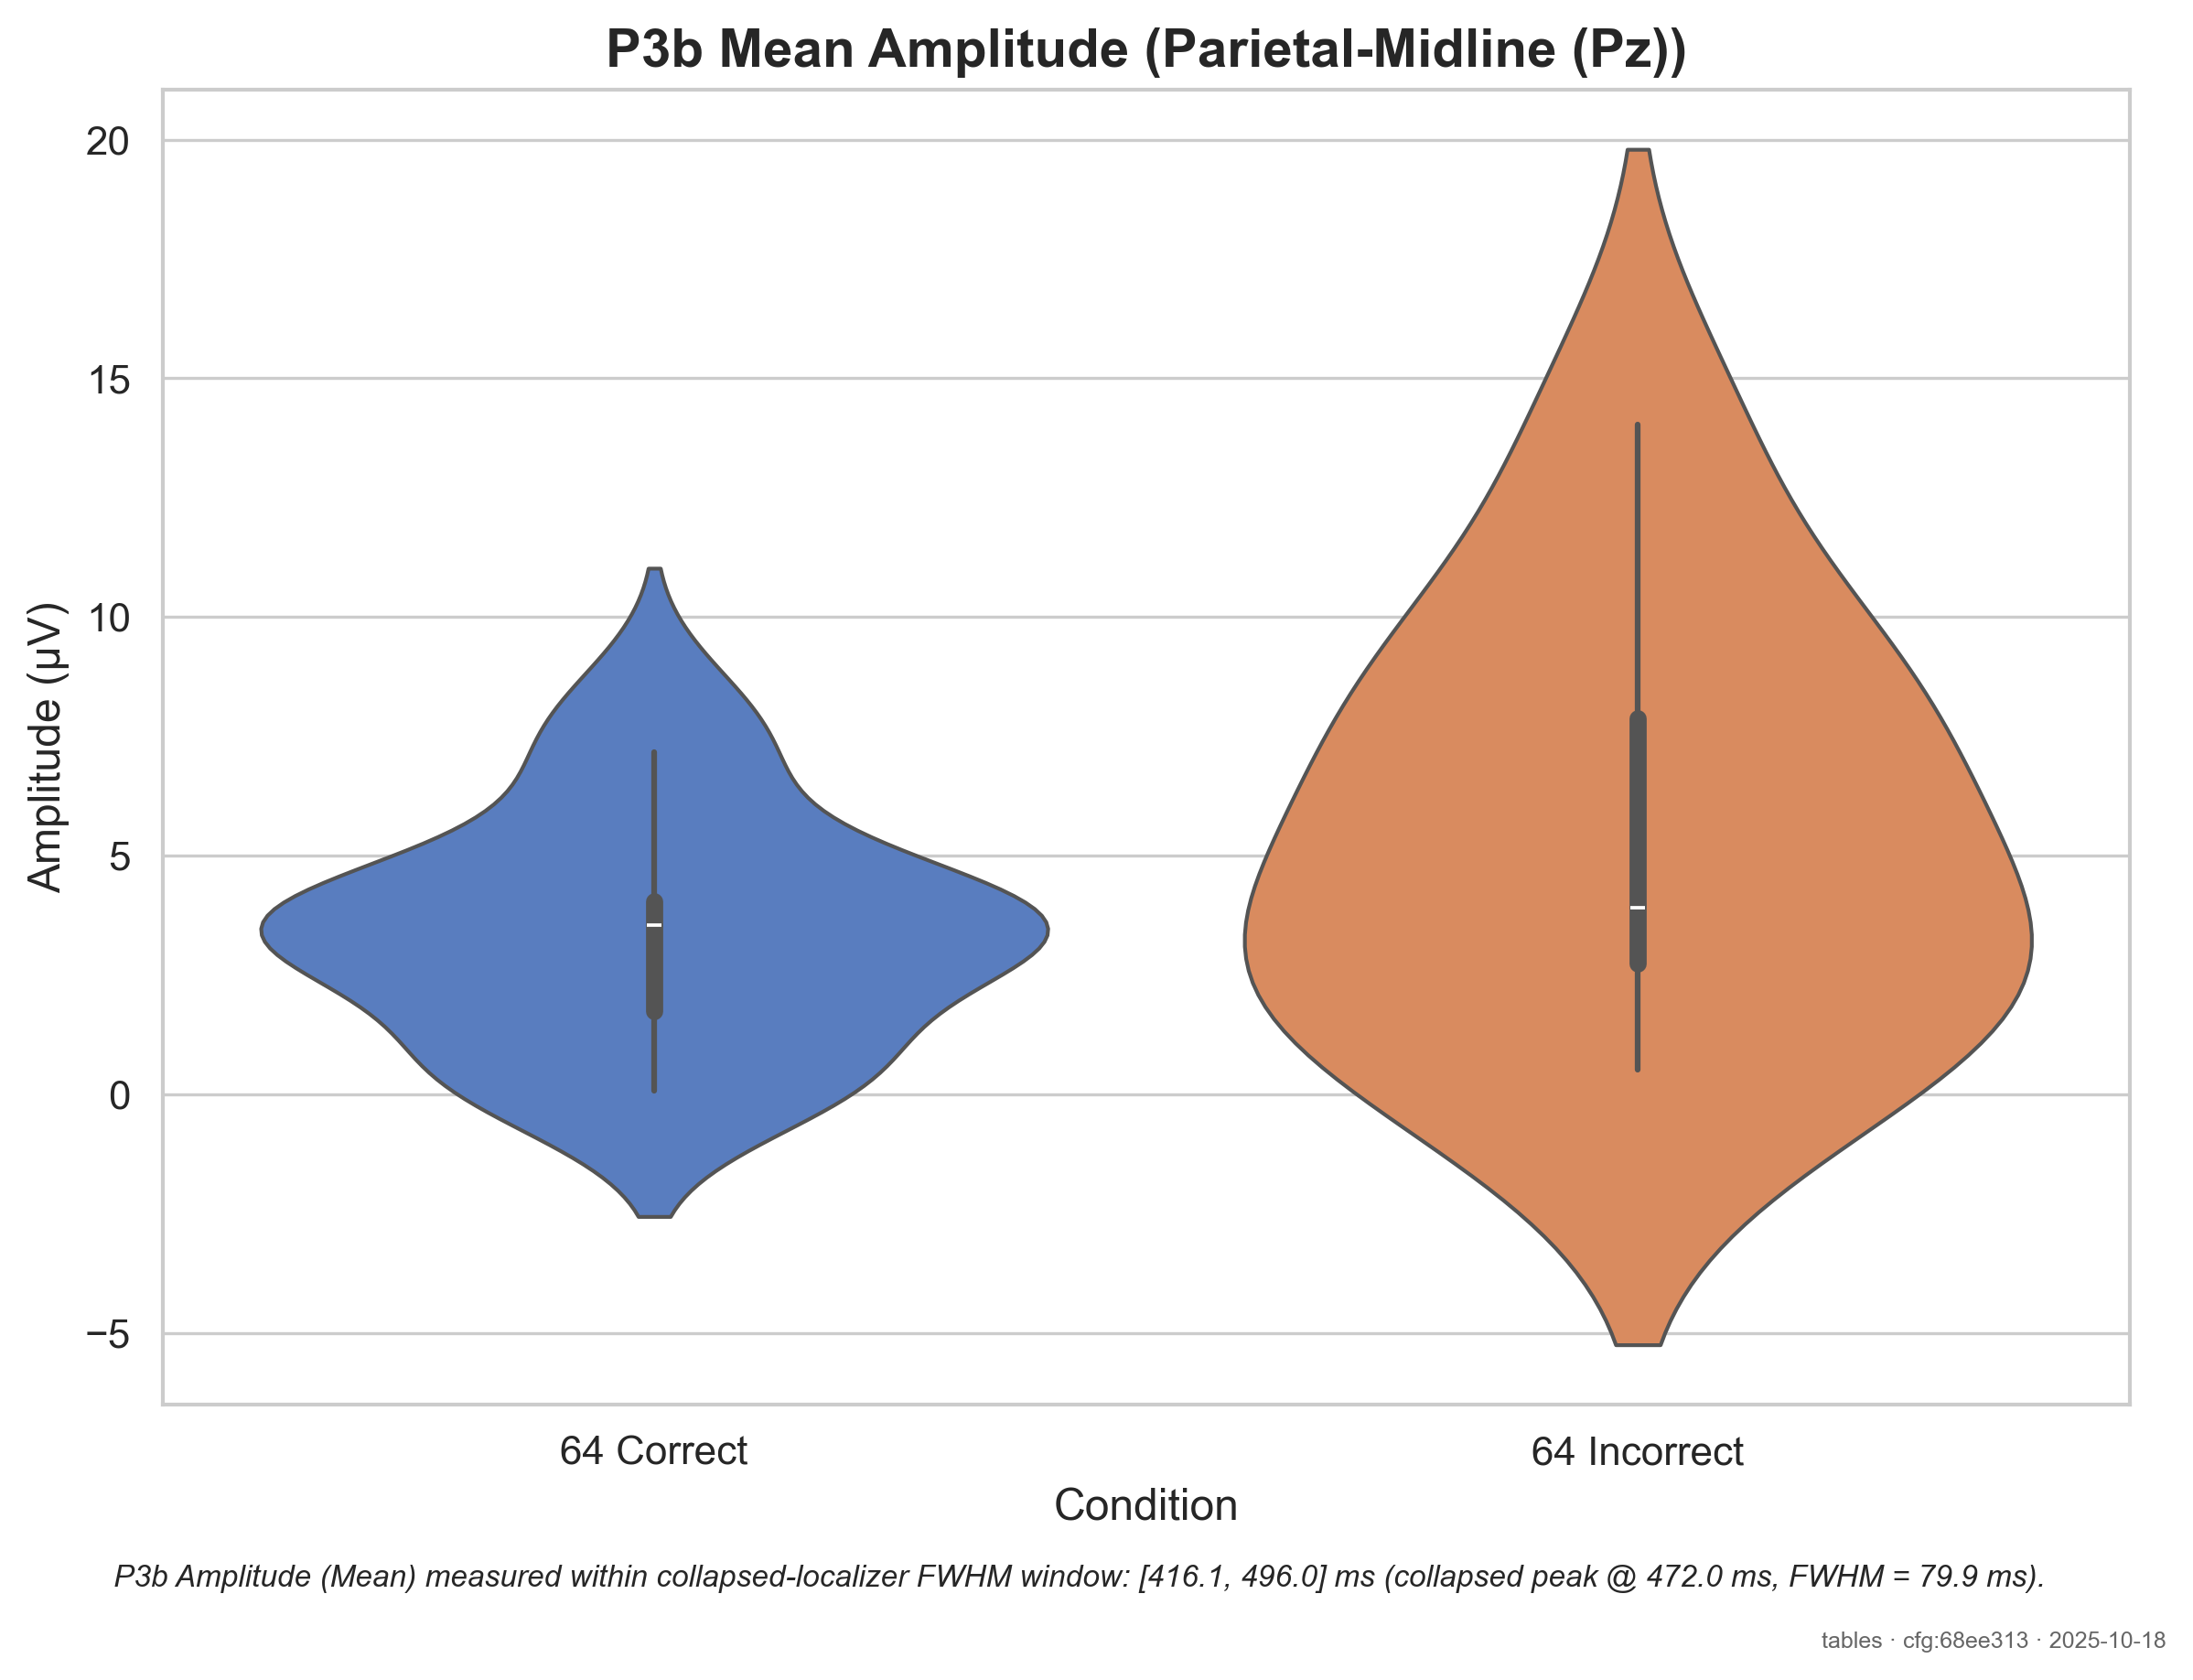 P3b Mean Amplitude (Parietal-Midline (Pz))
Amplitude (µV)
20
15
10
5
0
−5
64 Correct
64 Incorrect
Condition
P3b Amplitude (Mean) measured within collapsed-localizer FWHM window: [416.1, 496.0] ms (collapsed peak @ 472.0 ms, FWHM = 79.9 ms).
tables · cfg:68ee313 · 2025-10-18